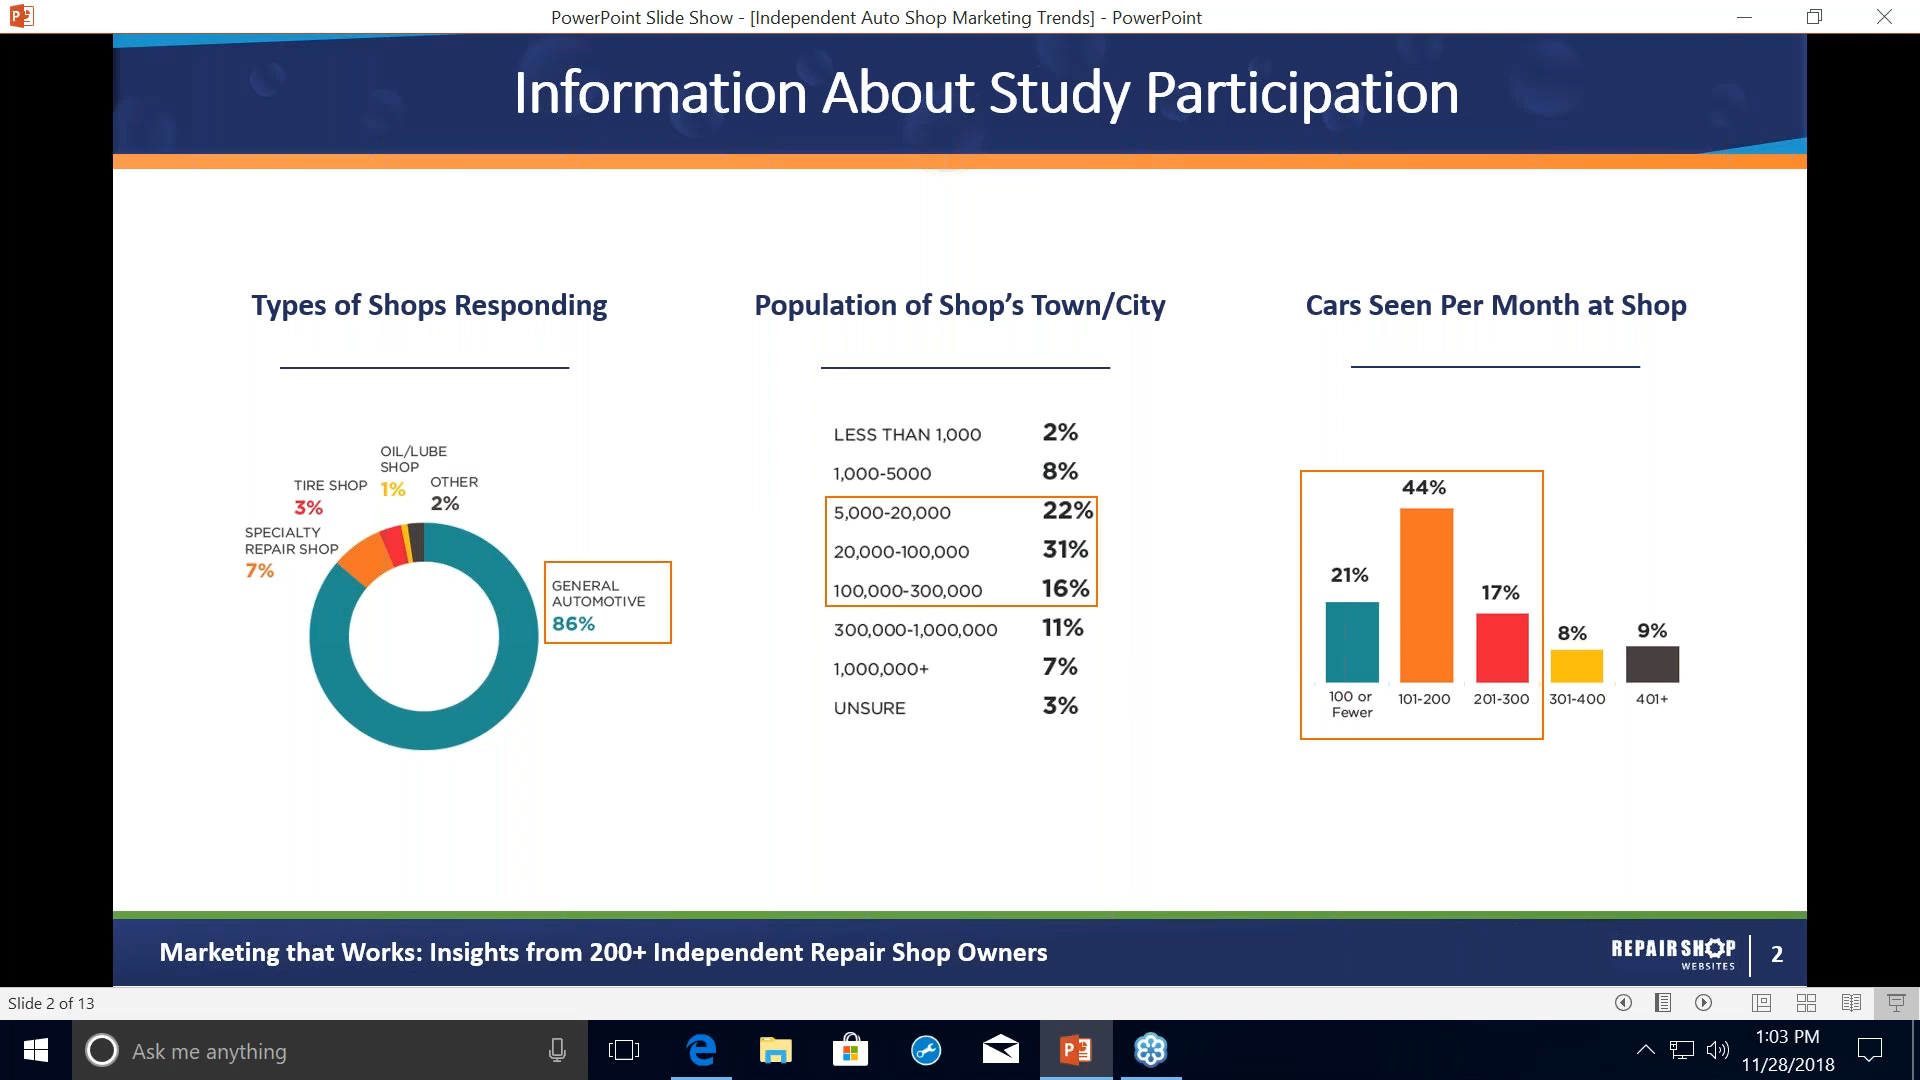 PowerPoint Slide Show - [Independent Auto Shop Marketing Trends] - PowerPoint
Information About Study Participation
Types of Shops Responding
OIL/LUBE
SHOP
1%
OTHER
2%
TIRE SHOP
3%
SPECIALTY
REPAIR SHOP
7%
GENERAL
AUTOMOTIVE
86%
Population of Shop’s Town/City
LESS THAN 1,000 2%
1,000-5000 8%
5,000-20,000 22%
20,000-100,000 31%
100,000-300,000 16%
300,000-1,000,000 11%
1,000,000+ 7%
UNSURE 3%
Cars Seen Per Month at Shop
44%
21%
17%
8%
9%
100 or
Fewer
101-200
201-300
301-400
401+
Marketing that Works: Insights from 200+ Independent Repair Shop Owners
REPAIR SHOP
WEBSITES
2
Slide 2 of 13
Ask me anything
1:03 PM
11/28/2018